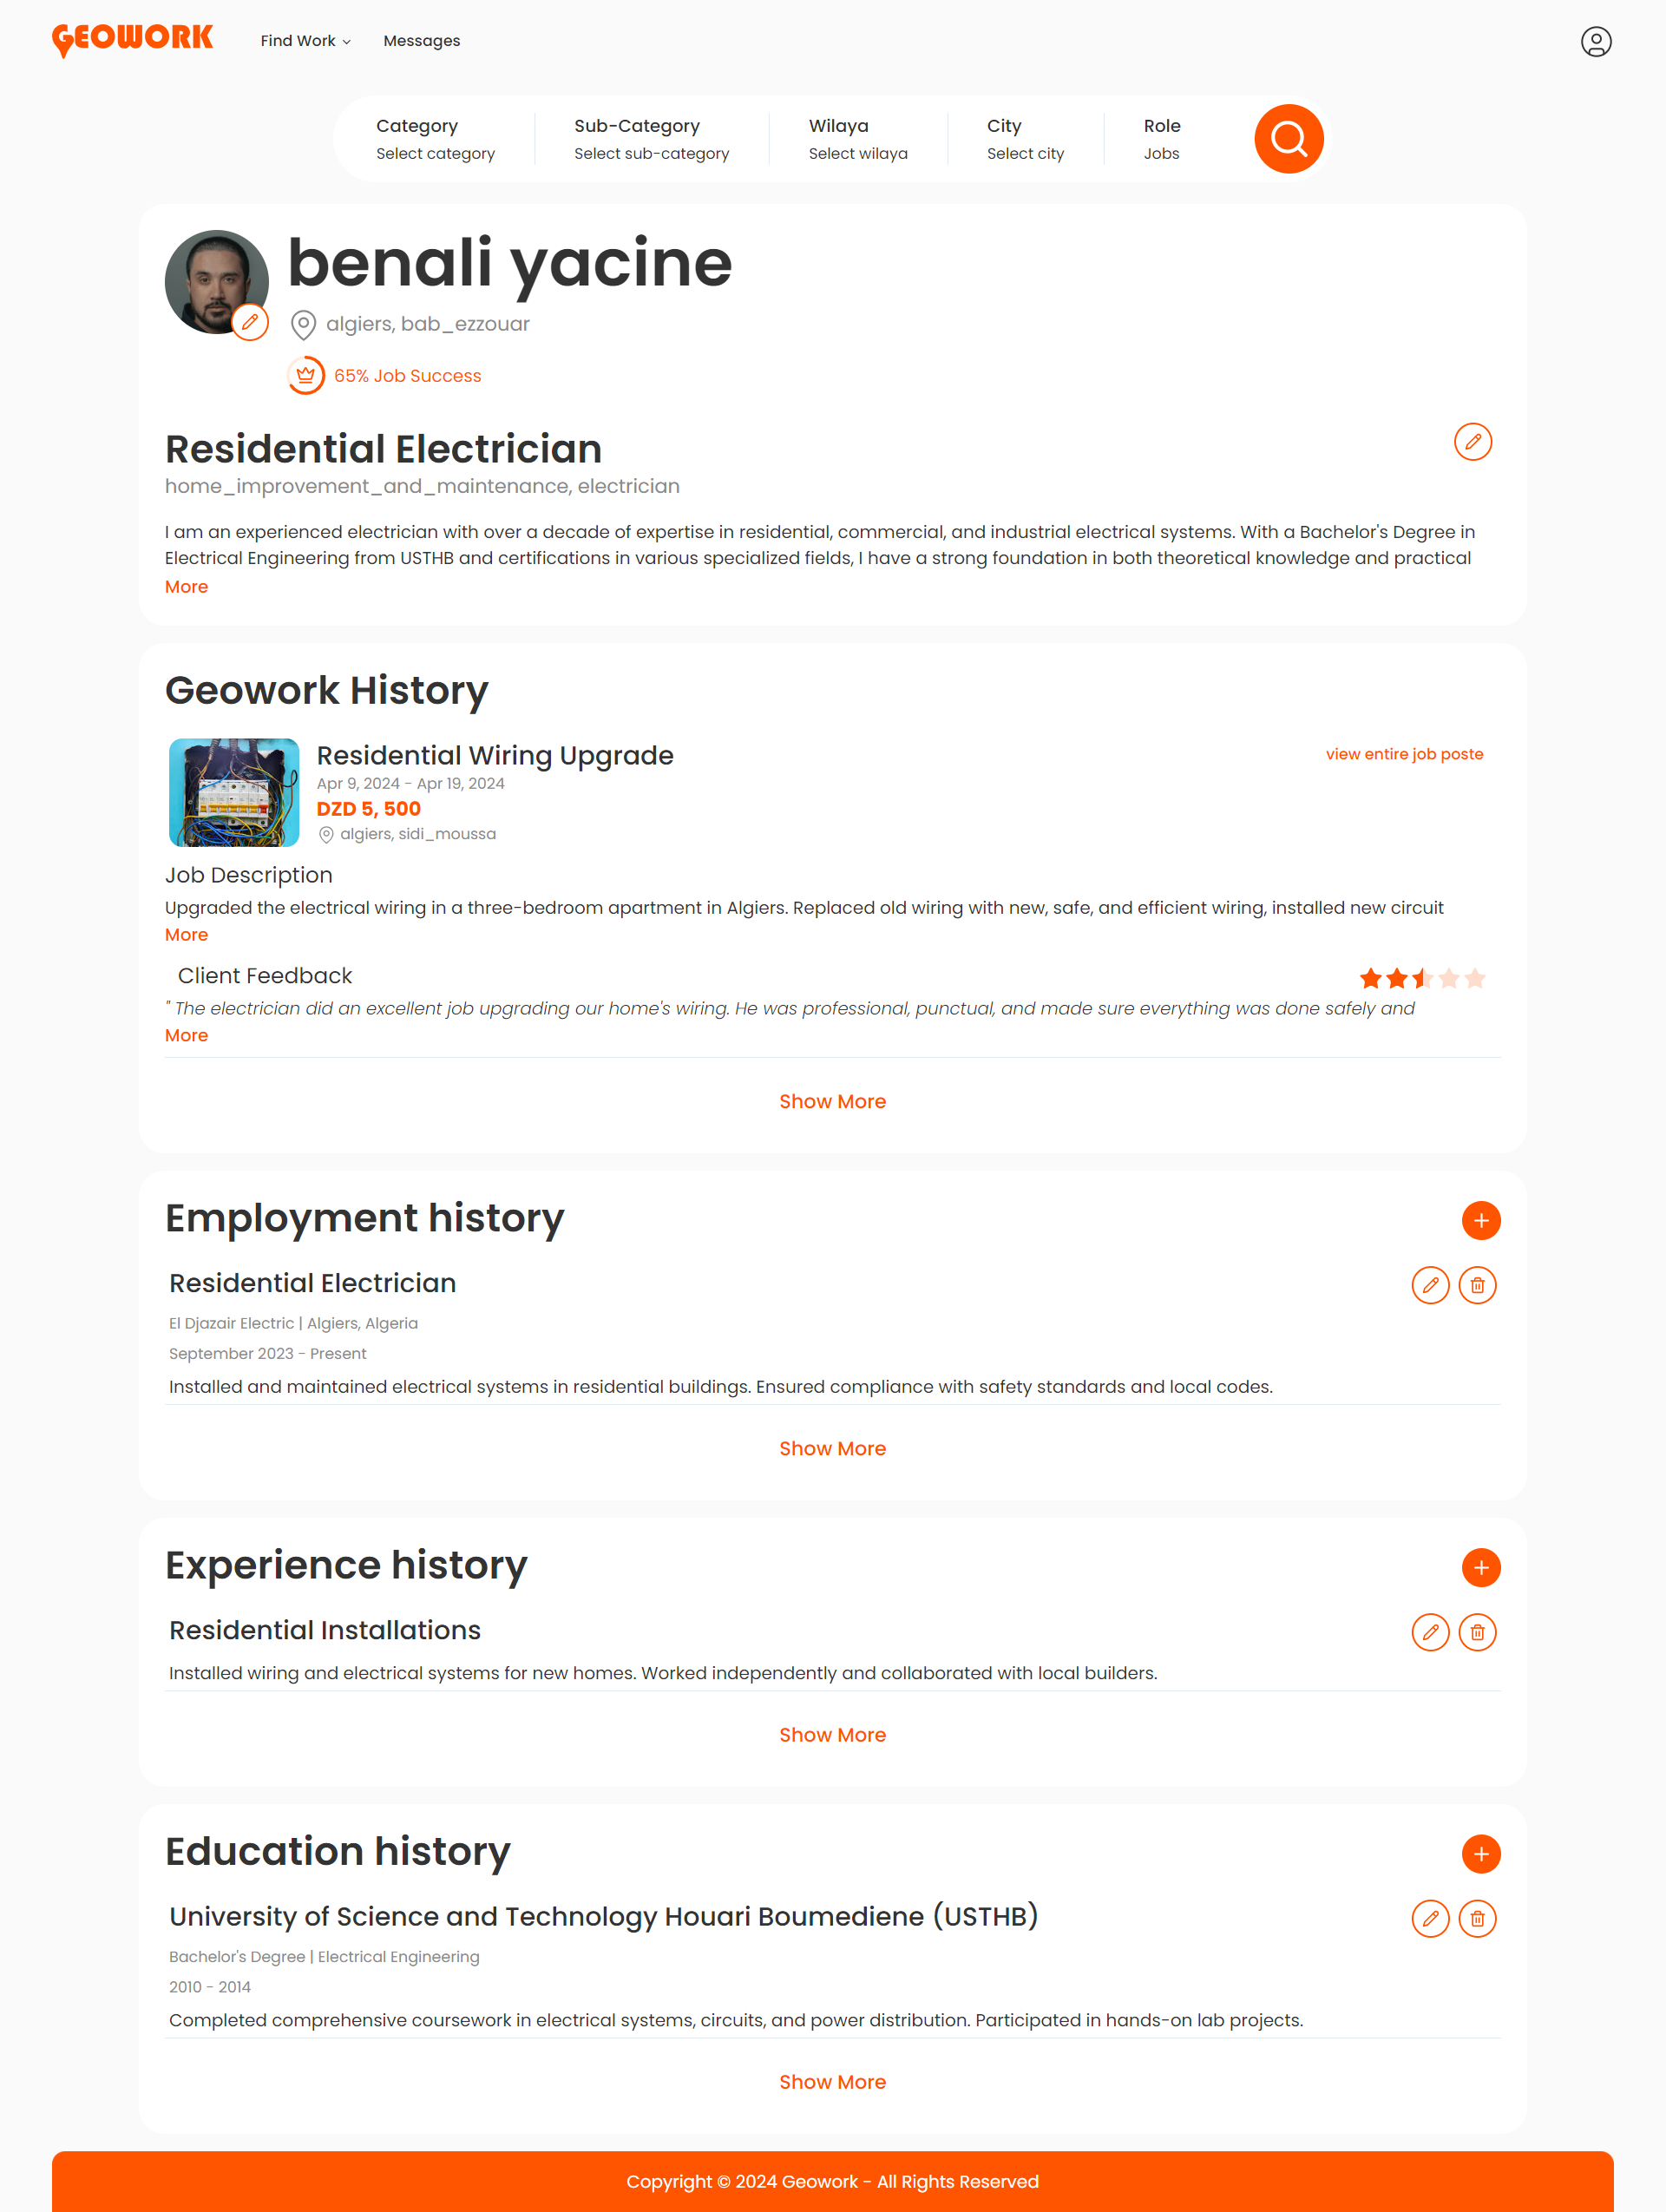 GEOWORK
Find Work
Messages
Category
Select category
Sub-Category
Select sub-category
Wilaya
Select wilaya
City
Select city
Role
Jobs
benali yacine
algiers, bab_ezzouar
65% Job Success
Residential Electrician
home_improvement_and_maintenance, electrician
I am an experienced electrician with over a decade of expertise in residential, commercial, and industrial electrical systems. With a Bachelor's Degree in
Electrical Engineering from USTHB and certifications in various specialized fields, I have a strong foundation in both theoretical knowledge and practical
More
Geowork History
Residential Wiring Upgrade
view entire job poste
Apr 9, 2024 - Apr 19, 2024
DZD 5, 500
algiers, sidi_moussa
Job Description
Upgraded the electrical wiring in a three-bedroom apartment in Algiers. Replaced old wiring with new, safe, and efficient wiring, installed new circuit
More
Client Feedback
" The electrician did an excellent job upgrading our home's wiring. He was professional, punctual, and made sure everything was done safely and
More
Show More
Employment history
Residential Electrician
El Djazair Electric | Algiers, Algeria
September 2023 - Present
Installed and maintained electrical systems in residential buildings. Ensured compliance with safety standards and local codes.
Show More
Experience history
Residential Installations
Installed wiring and electrical systems for new homes. Worked independently and collaborated with local builders.
Show More
Education history
University of Science and Technology Houari Boumediene (USTHB)
Bachelor's Degree | Electrical Engineering
2010 - 2014
Completed comprehensive coursework in electrical systems, circuits, and power distribution. Participated in hands-on lab projects.
Show More
Copyright © 2024 Geowork - All Rights Reserved